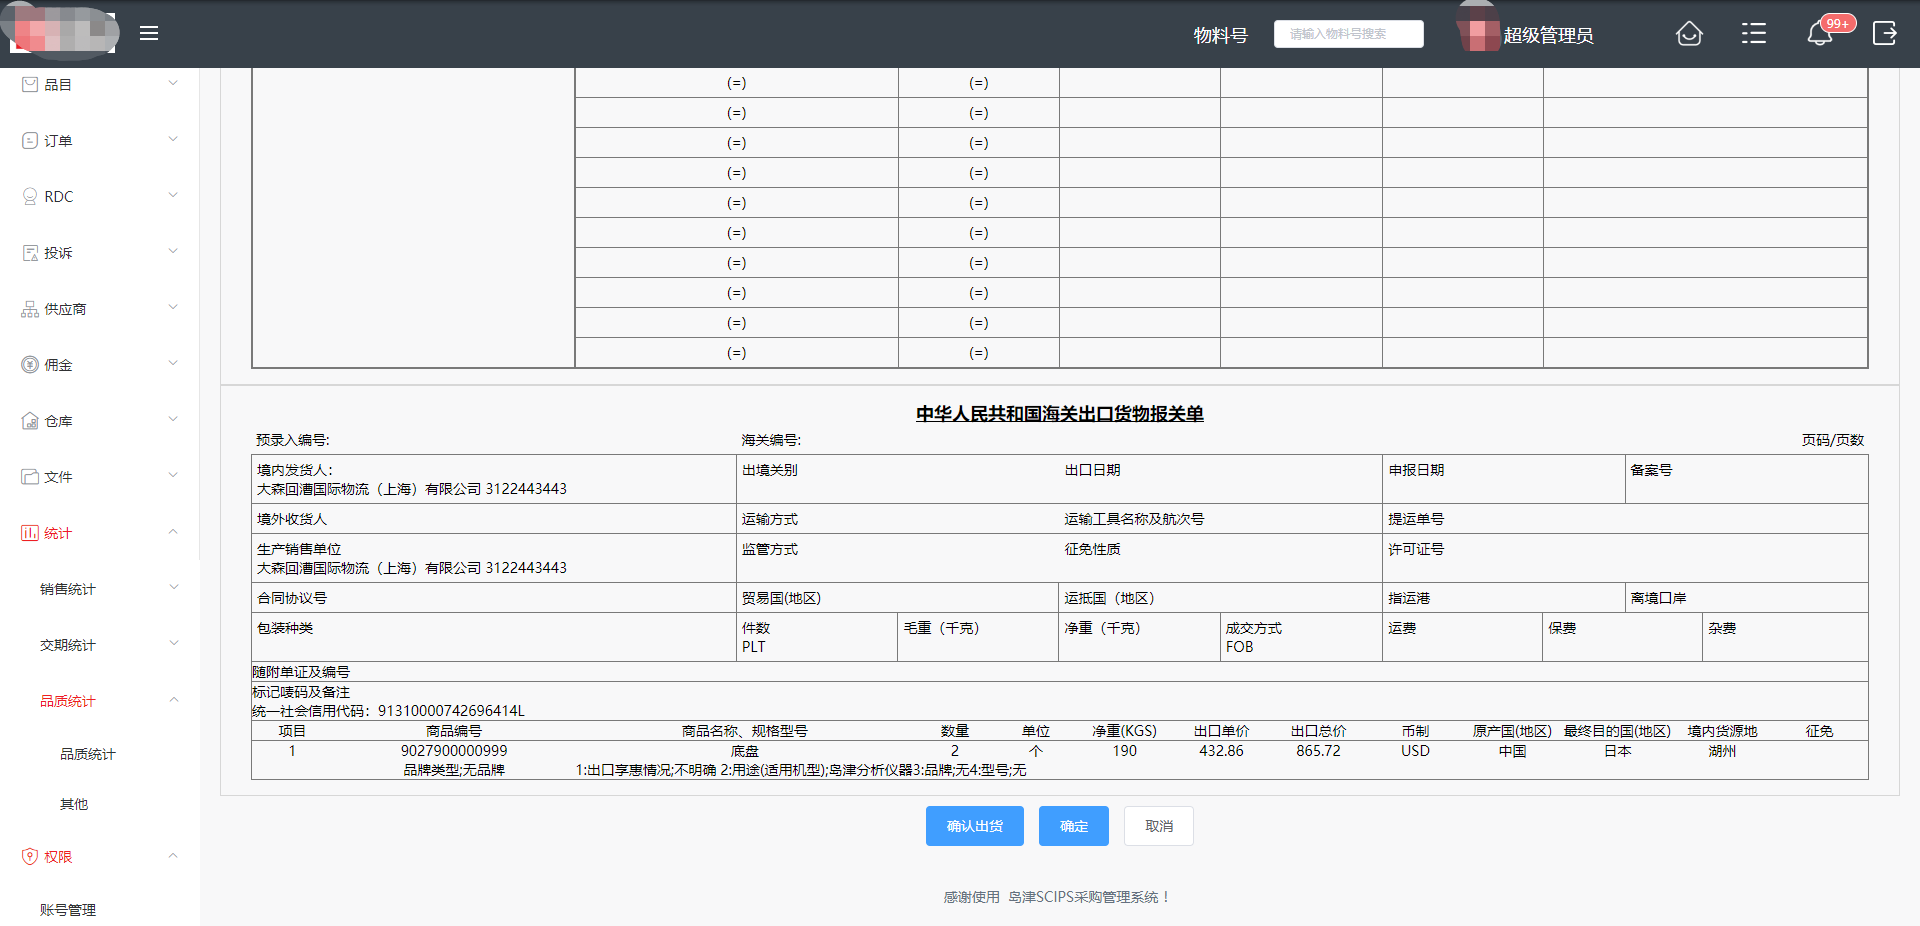 物料号
请输入物料号搜索
超级管理员
99+
品目
订单
RDC
投诉
供应商
佣金
仓库
文件
统计
销售统计
交期统计
品质统计
品质统计
其他
权限
账号管理
(=) (=)
(=) (=)
(=) (=)
(=) (=)
(=) (=)
(=) (=)
(=) (=)
(=) (=)
(=) (=)
(=) (=)
中华人民共和国海关出口货物报关单
预录入编号: 海关编号: 页码/页数
境内发货人: 出境关别 出口日期 申报日期 备案号
大森回漕国际物流（上海）有限公司 3122443443
境外收货人 运输方式 运输工具名称及航次号 提运单号
生产销售单位 监管方式 征免性质 许可证号
大森回漕国际物流（上海）有限公司 3122443443
合同协议号 贸易国(地区) 运抵国（地区） 指运港 离境口岸
包装种类 件数 毛重（千克） 净重（千克） 成交方式 运费 保费 杂费
PLT FOB
随附单证及编号
标记唛码及备注
统一社会信用代码：91310000742696414L
项目 商品编号 商品名称、规格型号 数量 单位 净重(KGS) 出口单价 出口总价 币制 原产国(地区) 最终目的国(地区) 境内货源地 征免
1 9027900000999 底盘 2 个 190 432.86 865.72 USD 中国 日本 湖州
品牌类型;无品牌 1:出口享惠情况;不明确 2:用途(适用机型);岛津分析仪器3:品牌;无4:型号;无
确认出货 确定 取消
感谢使用 岛津SCIPS采购管理系统！